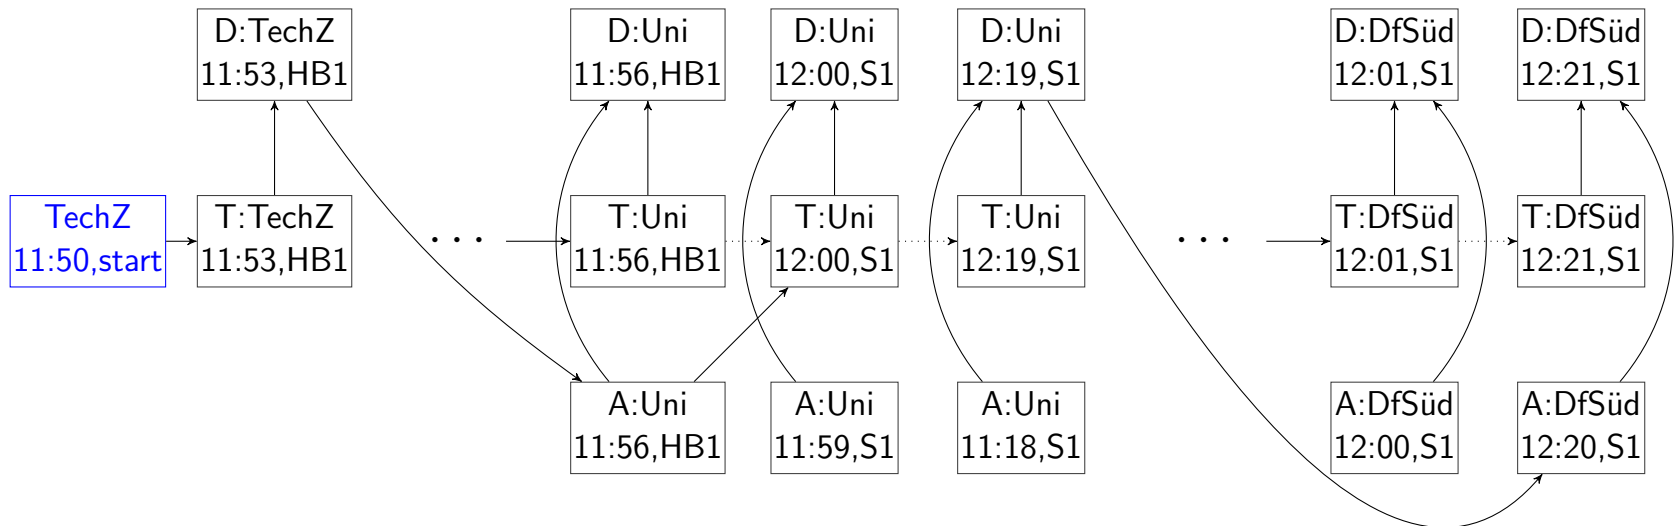 D:TechZ
11:53,HB1
D:Uni
11:56,HB1
D:Uni
12:00,S1
D:Uni
12:19,S1
D:DfSüd
12:01,S1
D:DfSüd
12:21,S1
TechZ
11:50,start
T:TechZ
11:53,HB1
. . .
T:Uni
11:56,HB1
T:Uni
12:00,S1
T:Uni
12:19,S1
. . .
T:DfSüd
12:01,S1
T:DfSüd
12:21,S1
A:Uni
11:56,HB1
A:Uni
11:59,S1
A:Uni
11:18,S1
A:DfSüd
12:00,S1
A:DfSüd
12:20,S1